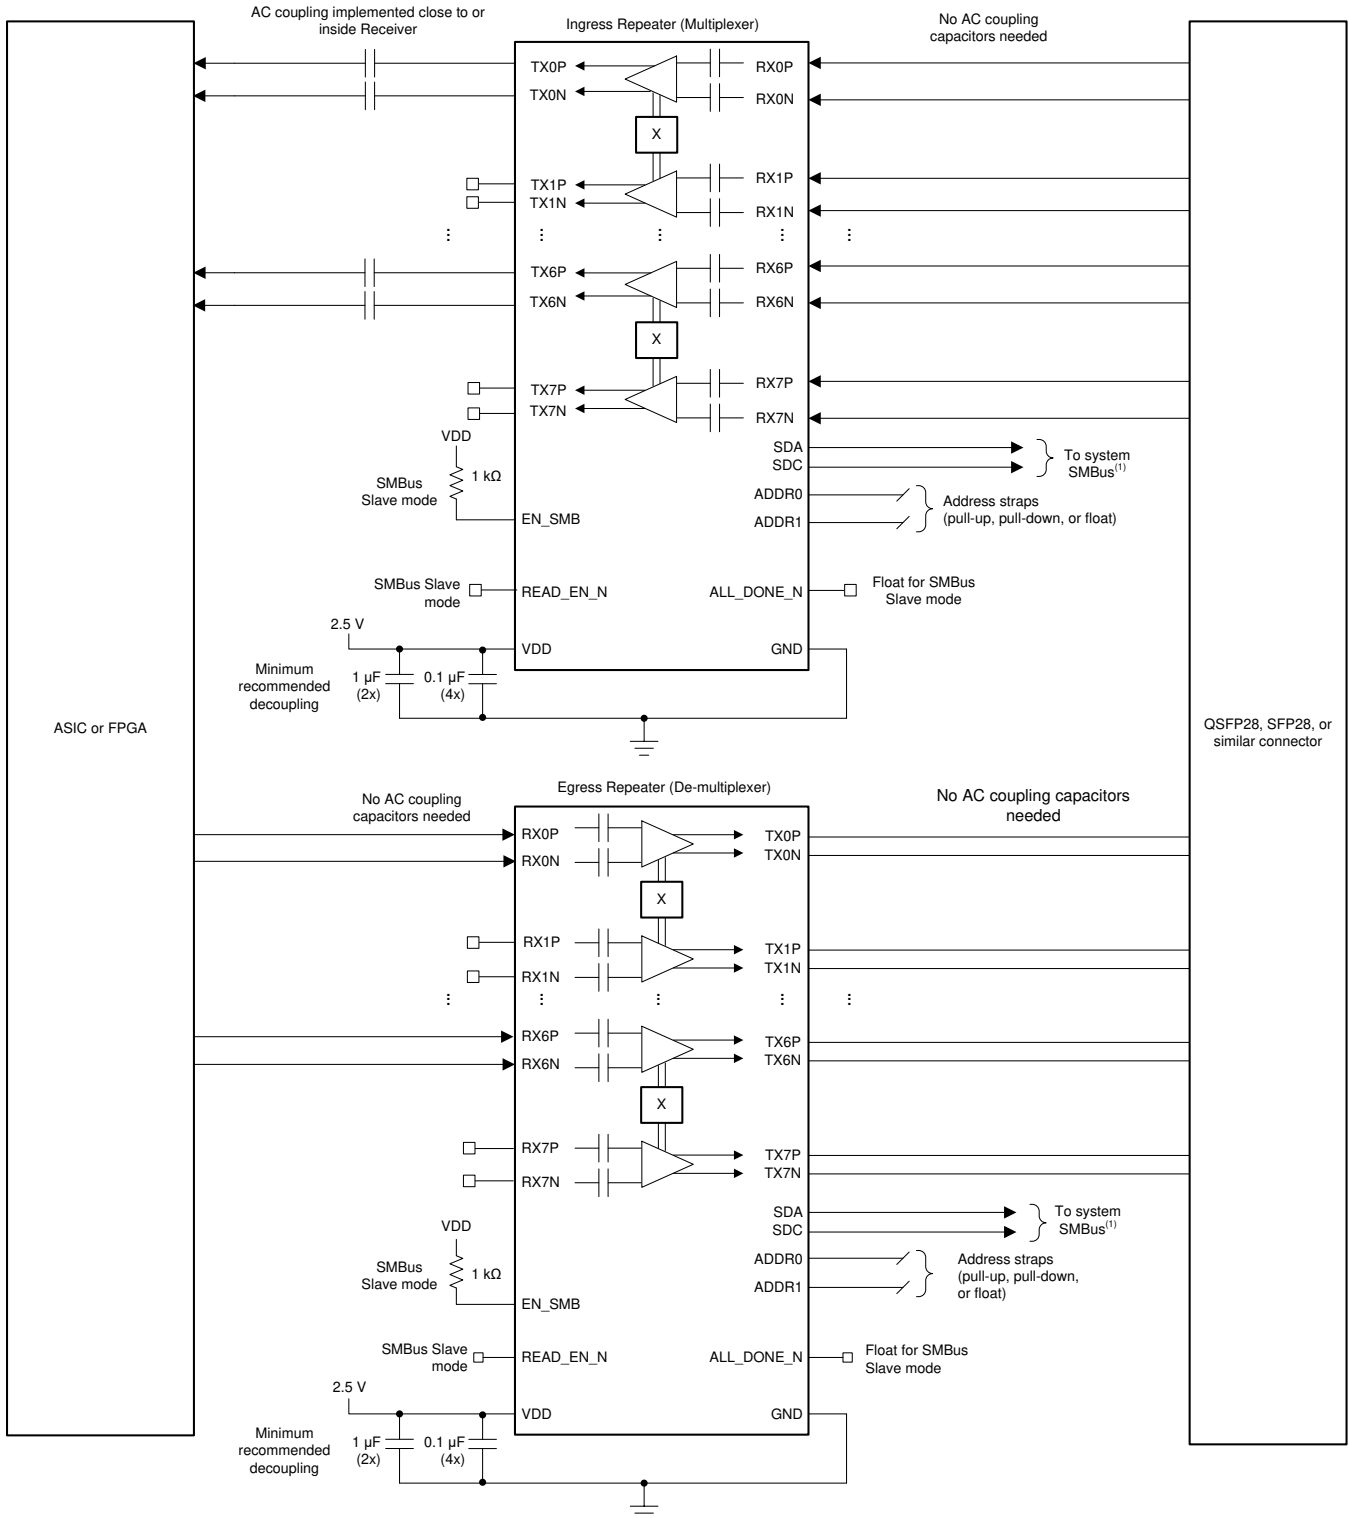 AC coupling implemented close to or
inside Receiver
Ingress Repeater (Multiplexer)
No AC coupling
capacitors needed
TX0P
RX0P
TX0N
RX0N
X
TX1P
RX1P
TX1N
RX1N
⋮ ⋮ ⋮ ⋮ ⋮
TX6P
RX6P
TX6N
RX6N
X
TX7P
RX7P
TX7N
RX7N
VDD
1 kΩ
SMBus
Slave mode
EN_SMB
SDA
SDC
To system
SMBus(1)
ADDR0
ADDR1
Address straps
(pull-up, pull-down, or float)
SMBus Slave
mode
READ_EN_N
ALL_DONE_N
Float for SMBus
Slave mode
2.5 V
VDD
GND
Minimum
recommended
decoupling
1 µF
(2x)
0.1 µF
(4x)
ASIC or FPGA
QSFP28, SFP28, or
similar connector
Egress Repeater (De-multiplexer)
No AC coupling
capacitors needed
No AC coupling capacitors
needed
RX0P
TX0P
RX0N
TX0N
X
RX1P
TX1P
RX1N
TX1N
⋮ ⋮ ⋮ ⋮ ⋮
RX6P
TX6P
RX6N
TX6N
X
RX7P
TX7P
RX7N
TX7N
VDD
1 kΩ
SMBus
Slave mode
EN_SMB
SDA
SDC
To system
SMBus(1)
ADDR0
ADDR1
Address straps
(pull-up, pull-down,
or float)
SMBus Slave
mode
READ_EN_N
ALL_DONE_N
Float for SMBus
Slave mode
2.5 V
VDD
GND
Minimum
recommended
decoupling
1 µF
(2x)
0.1 µF
(4x)